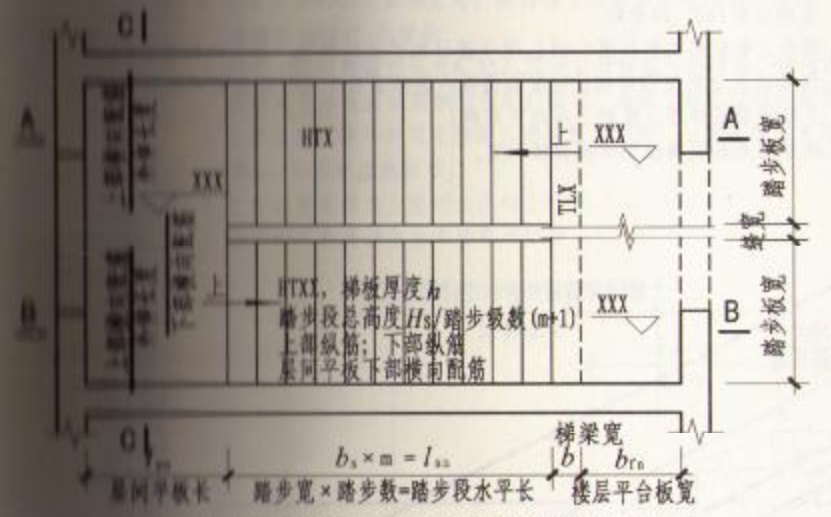 C
A
HTX
上
XXX
A
踏步板宽
XXX
TLX
缝宽
上
HTXX, 梯板厚度h
踏步段总高度Hs/踏步级数(m+1)
上部纵筋; 下部纵筋
层间平板下部横向配筋
XXX
B
B
踏步板宽
C
梯梁宽
bs×m=lsn
b
bfn
层间平板长
踏步宽×踏步数=踏步段水平长
楼层平台板宽